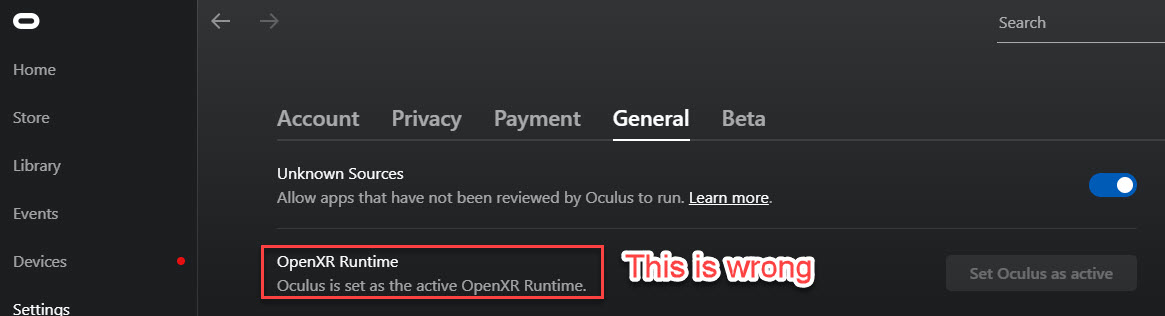 Search
Home
Store
Library
Events
Devices
Settings
Account Privacy Payment General Beta
Unknown Sources
Allow apps that have not been reviewed by Oculus to run. Learn more.
OpenXR Runtime
Oculus is set as the active OpenXR Runtime.
This is wrong
Set Oculus as active